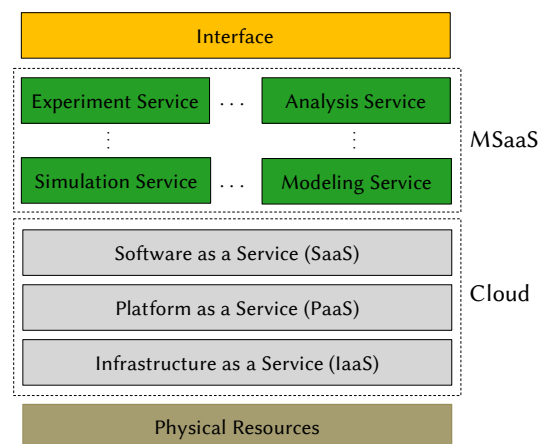 Interface
Experiment Service ... Analysis Service
MSaaS
Simulation Service ... Modeling Service
Software as a Service (SaaS)
Platform as a Service (PaaS)
Cloud
Infrastructure as a Service (IaaS)
Physical Resources